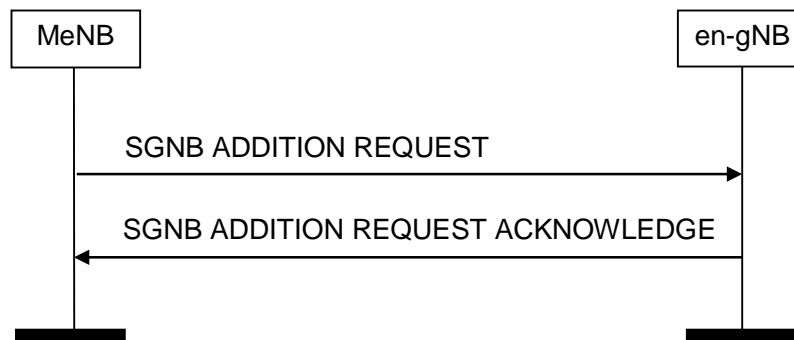 MeNB
en-gNB
SGNB ADDITION REQUEST
SGNB ADDITION REQUEST ACKNOWLEDGE